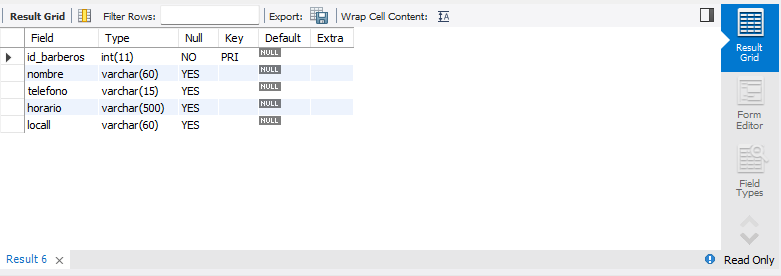 Result Grid Filter Rows: Export: Wrap Cell Content: IA
Field Type Null Key Default Extra
id_barberos int(11) NO PRI NULL
nombre varchar(60) YES NULL
telefono varchar(15) YES NULL
horario varchar(500) YES NULL
locall varchar(60) YES NULL
Result
Grid
Form
Editor
Field
Types
Result 6 Read Only